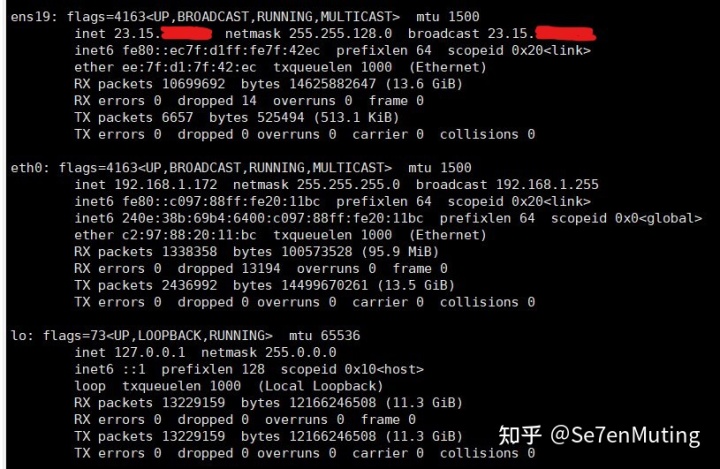 ens19: flags=4163<UP,BROADCAST,RUNNING,MULTICAST>  mtu 1500
        inet 23.15.  netmask 255.255.128.0  broadcast 23.15.
        inet6 fe80::ec7f:d1ff:fe7f:42ec  prefixlen 64  scopeid 0x20<link>
        ether ee:7f:d1:7f:42:ec  txqueuelen 1000  (Ethernet)
        RX packets 10699692  bytes 14625882647 (13.6 GiB)
        RX errors 0  dropped 14  overruns 0  frame 0
        TX packets 6657  bytes 525494 (513.1 KiB)
        TX errors 0  dropped 0 overruns 0  carrier 0  collisions 0
eth0: flags=4163<UP,BROADCAST,RUNNING,MULTICAST>  mtu 1500
        inet 192.168.1.172  netmask 255.255.255.0  broadcast 192.168.1.255
        inet6 fe80::c097:88ff:fe20:11bc  prefixlen 64  scopeid 0x20<link>
        inet6 240e:38b:69b4:6400:c097:88ff:fe20:11bc  prefixlen 64  scopeid 0x0<global>
        ether c2:97:88:20:11:bc  txqueuelen 1000  (Ethernet)
        RX packets 1338358  bytes 100573528 (95.9 MiB)
        RX errors 0  dropped 13194  overruns 0  frame 0
        TX packets 2436992  bytes 14499670261 (13.5 GiB)
        TX errors 0  dropped 0 overruns 0  carrier 0  collisions 0
lo: flags=73<UP,LOOPBACK,RUNNING>  mtu 65536
        inet 127.0.0.1  netmask 255.0.0.0
        inet6 ::1  prefixlen 128  scopeid 0x10<host>
        loop  txqueuelen 1000  (Local Loopback)
        RX packets 13229159  bytes 12166246508 (11.3 GiB)
        RX errors 0  dropped 0  overruns 0  frame 0
        TX packets 13229159  bytes 12166246508 (11.3 GiB)
        TX errors 0  dropped 0 overruns 0  carrier 0  collisions 0
知乎 @Se7enMuting